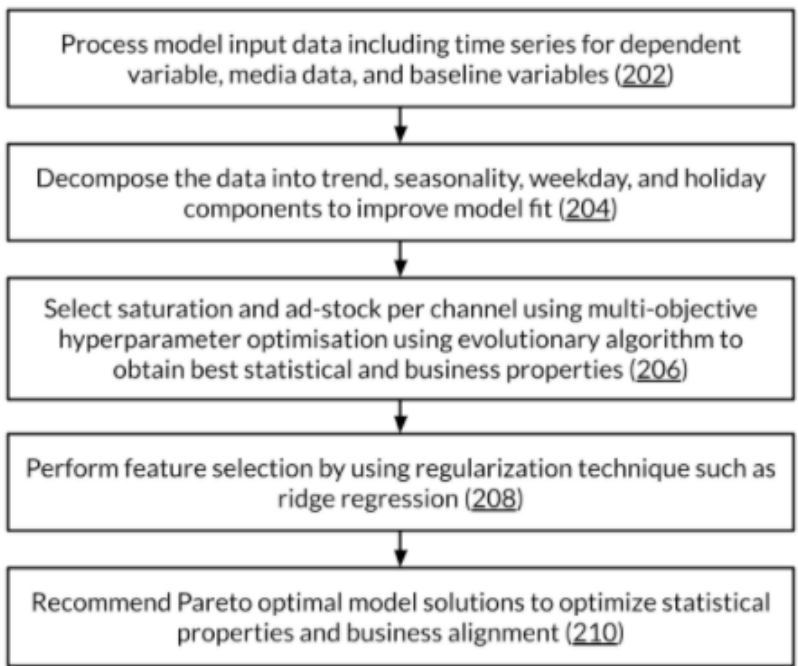 Process model input data including time series for dependent
variable, media data, and baseline variables (202)
Decompose the data into trend, seasonality, weekday, and holiday
components to improve model fit (204)
Select saturation and ad-stock per channel using multi-objective
hyperparameter optimisation using evolutionary algorithm to
obtain best statistical and business properties (206)
Perform feature selection by using regularization technique such as
ridge regression (208)
Recommend Pareto optimal model solutions to optimize statistical
properties and business alignment (210)